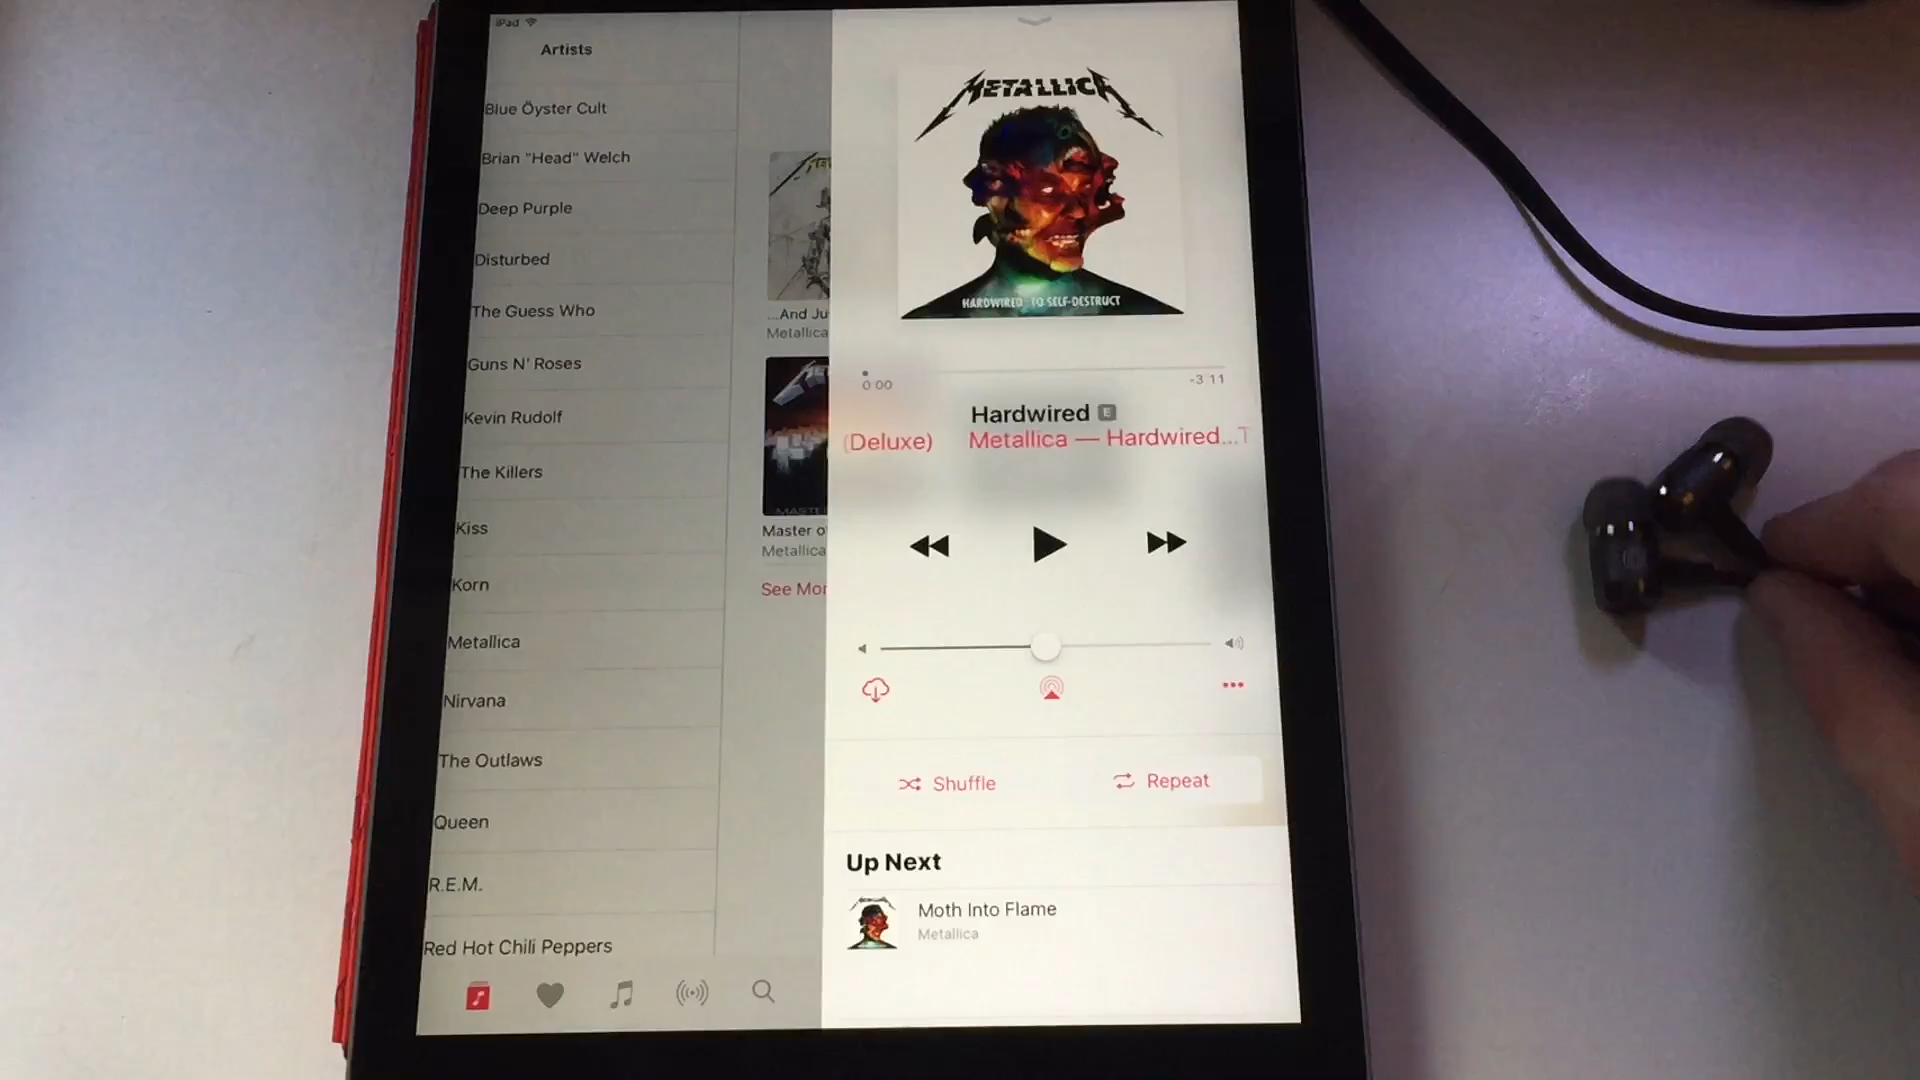 iPad
Artists
Blue Öyster Cult
Brian "Head" Welch
Deep Purple
Disturbed
The Guess Who
Guns N' Roses
Kevin Rudolf
The Killers
Kiss
Korn
Metallica
Nirvana
The Outlaws
Queen
R.E.M.
Red Hot Chili Peppers
...And Ju
Metallica
MASTE
Master o
Metallica
See Mor
METALLICA
HARDWIRED...TO SELF-DESTRUCT
0:00
-3:11
Hardwired E
(Deluxe) Metallica — Hardwired...T
Shuffle
Repeat
Up Next
Moth Into Flame
Metallica